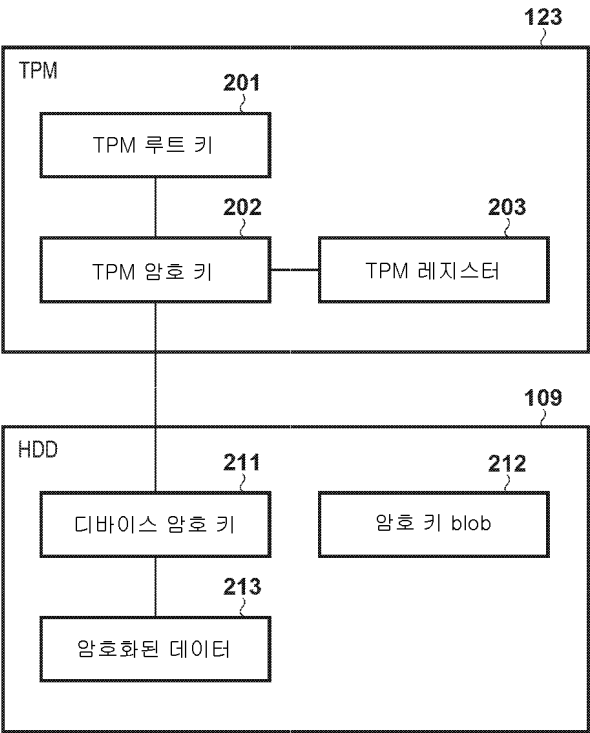 123
TPM
201
TPM 루트 키
202
203
TPM 암호 키
TPM 레지스터
109
HDD
211
212
디바이스 암호 키
암호 키 blob
213
암호화된 데이터